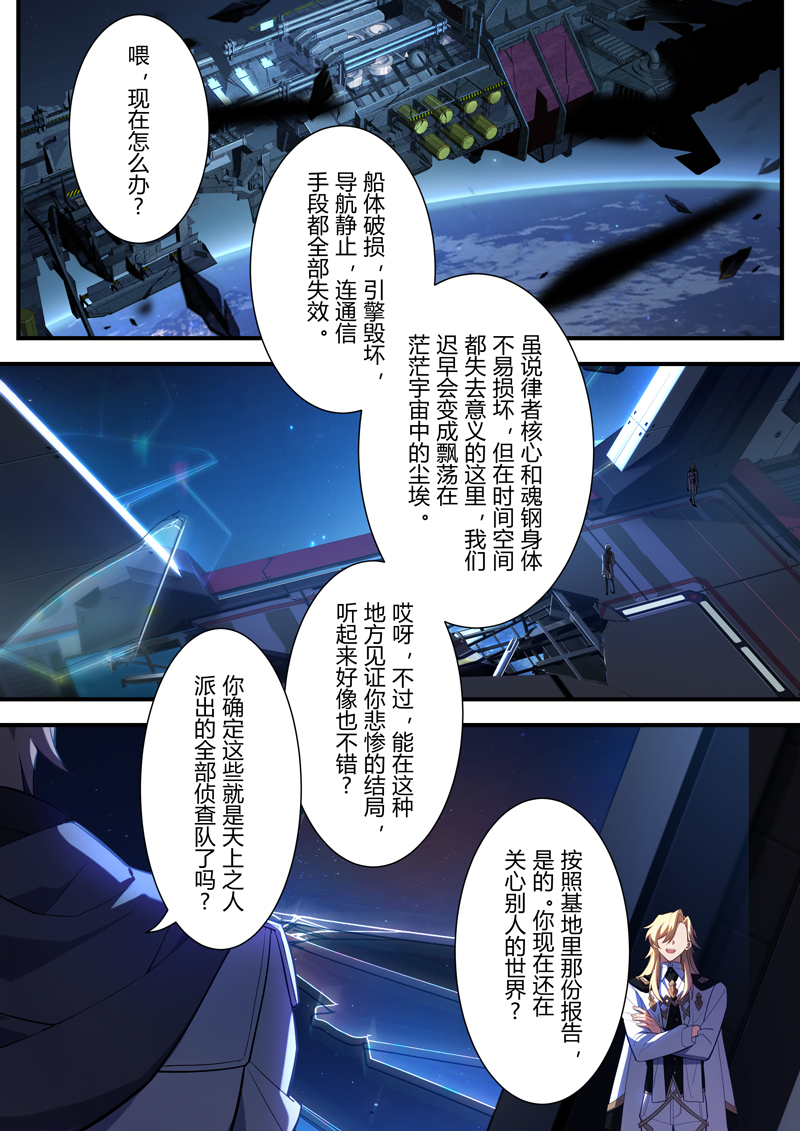 喂，现在怎么办？
船体破损，引擎毁坏，
导航静止，连通信
手段都全部失效。
虽说律者核心和魂钢身体
不易损坏，但在时间空间
都失去意义的这里，我们
迟早会变成飘荡在
茫茫宇宙中的尘埃。
哎呀，不过，能在这种
地方见证你悲惨的结局，
听起来好像也不错？
你确定这些就是天上之人
派出的全部侦查队了吗？
按照基地里那份报告，
是的。你现在还在
关心别人的世界？